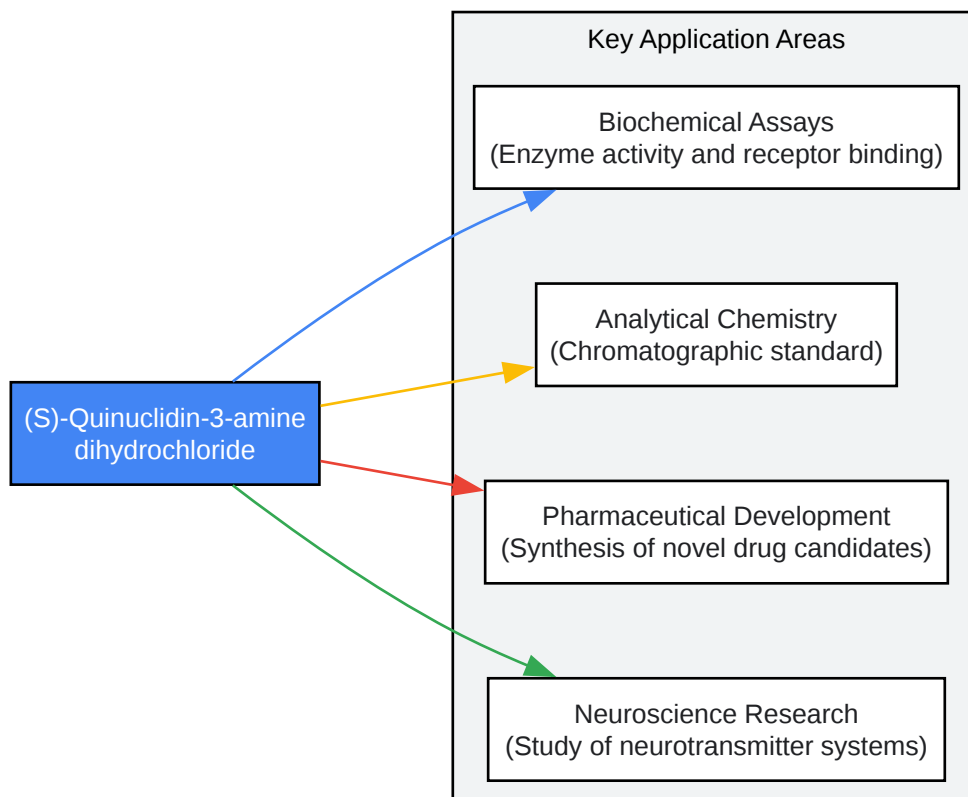 Key Application Areas
Biochemical Assays
(Enzyme activity and receptor binding)
Analytical Chemistry
(Chromatographic standard)
(S)-Quinuclidin-3-amine
dihydrochloride
Pharmaceutical Development
(Synthesis of novel drug candidates)
Neuroscience Research
(Study of neurotransmitter systems)